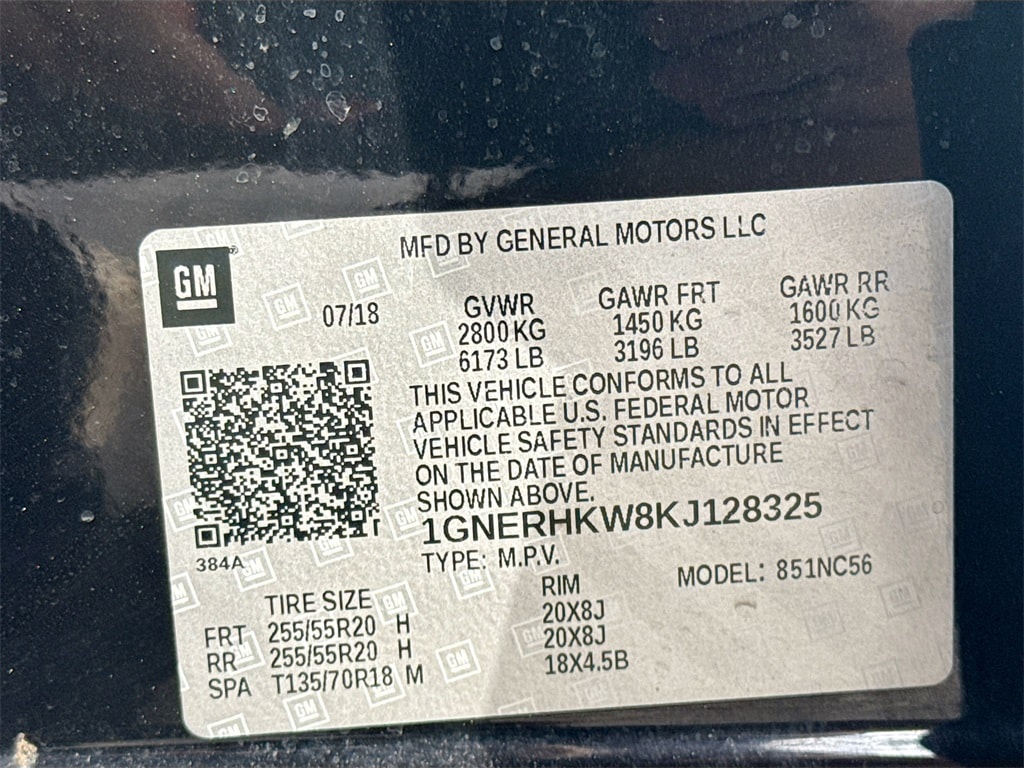 MFD BY GENERAL MOTORS LLC
GM
07/18
GVWR GAWR FRT GAWR RR
2800 KG 1450 KG 1600 KG
6173 LB 3196 LB 3527 LB
THIS VEHICLE CONFORMS TO ALL
APPLICABLE U.S. FEDERAL MOTOR
VEHICLE SAFETY STANDARDS IN EFFECT
ON THE DATE OF MANUFACTURE
SHOWN ABOVE.
1GNERHKW8KJ128325
384A
TYPE: M.P.V. MODEL: 851NC56
TIRE SIZE RIM
FRT 255/55R20 H 20X8J
RR 255/55R20 H 20X8J
SPA T135/70R18 M 18X4.5B